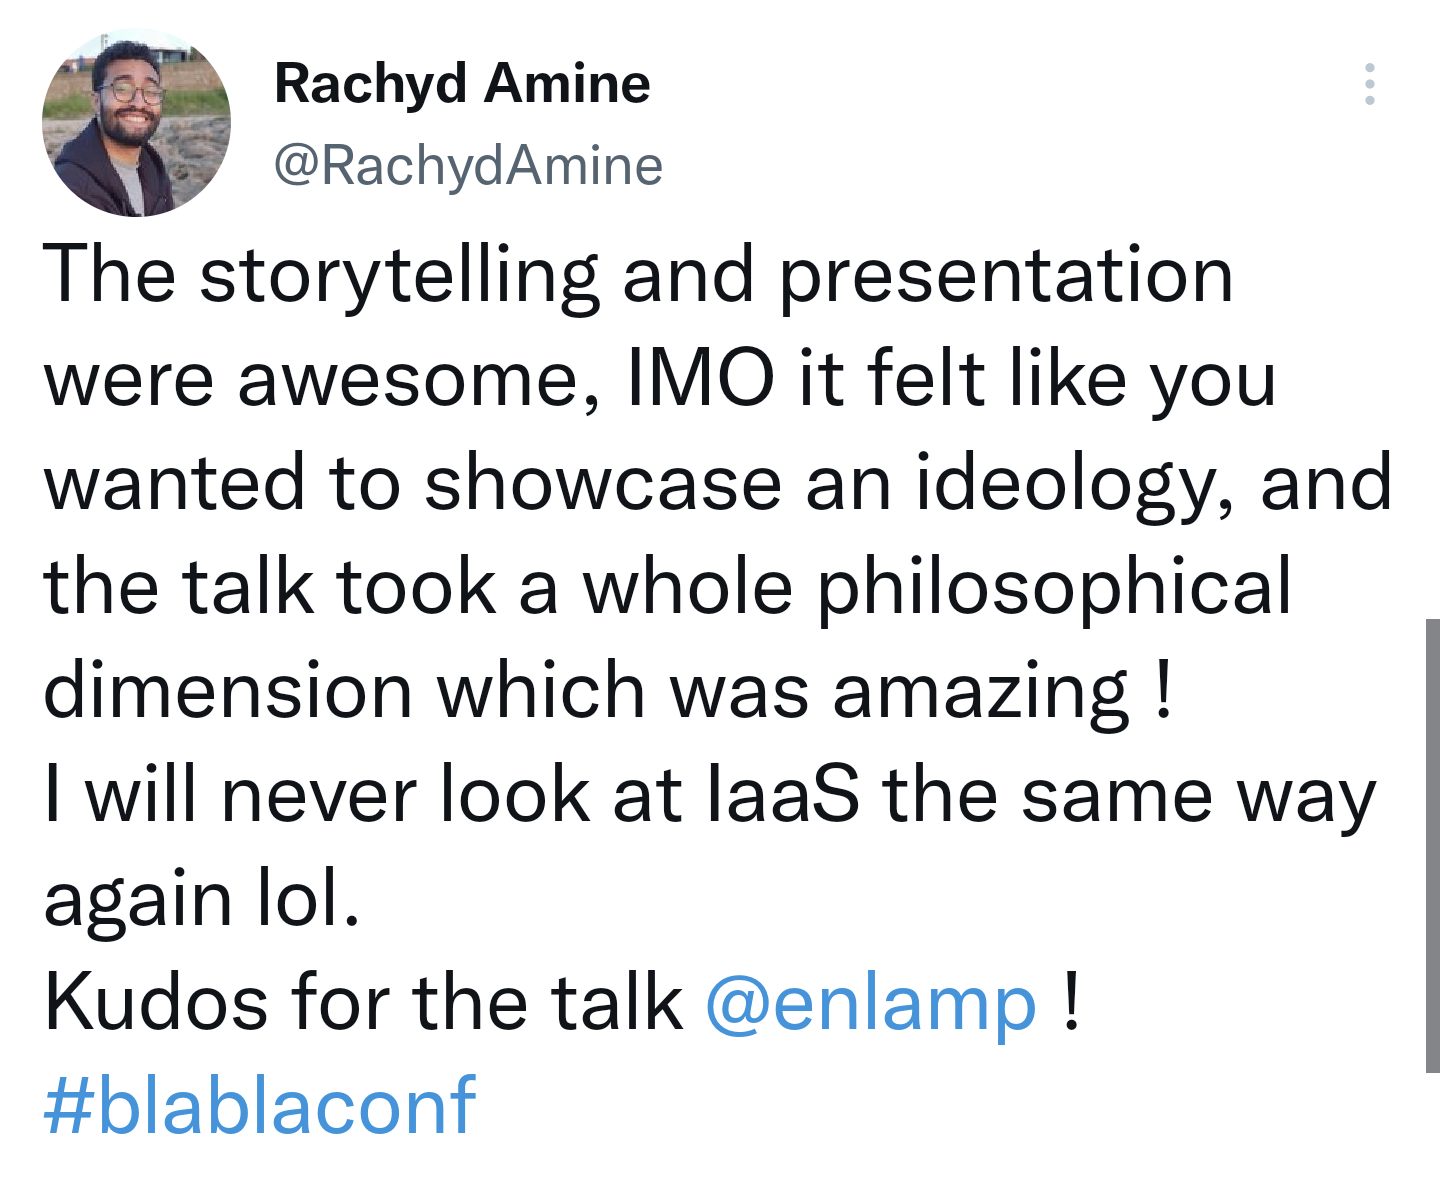 Rachyd Amine
@RachydAmine
The storytelling and presentation
were awesome, IMO it felt like you
wanted to showcase an ideology, and
the talk took a whole philosophical
dimension which was amazing !
I will never look at IaaS the same way
again lol.
Kudos for the talk @enlamp !
#blablaconf